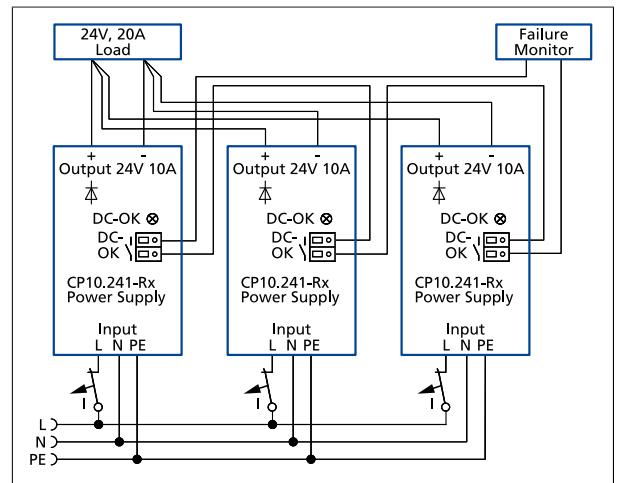 24V, 20A
Load
Failure
Monitor
+ -
Output 24V 10A
DC-OK
DC-
OK
CP10.241-Rx
Power Supply
Input
L N PE
I
+ -
Output 24V 10A
DC-OK
DC-
OK
CP10.241-Rx
Power Supply
Input
L N PE
I
+ -
Output 24V 10A
DC-OK
DC-
OK
CP10.241-Rx
Power Supply
Input
L N PE
I
L
N
PE